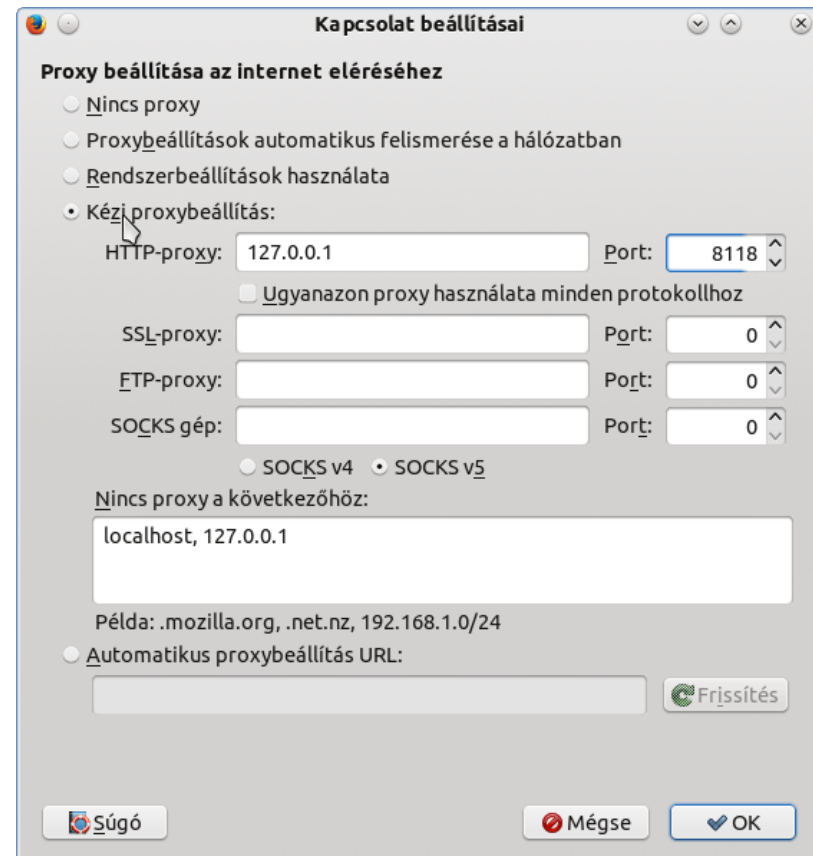 Kapcsolat beállításai
Proxy beállítása az internet eléréséhez
Nincs proxy
Proxybeállítások automatikus felismerése a hálózatban
Rendszerbeállítások használata
Kézi proxybeállítás:
HTTP-proxy: 127.0.0.1 Port: 8118
Ugyanazon proxy használata minden protokollhoz
SSL-proxy: Port: 0
FTP-proxy: Port: 0
SOCKS gép: Port: 0
SOCKS v4 SOCKS v5
Nincs proxy a következőhöz:
localhost, 127.0.0.1
Példa: .mozilla.org, .net.nz, 192.168.1.0/24
Automatikus proxybeállítás URL:
Frissítés
Súgó Mégse OK